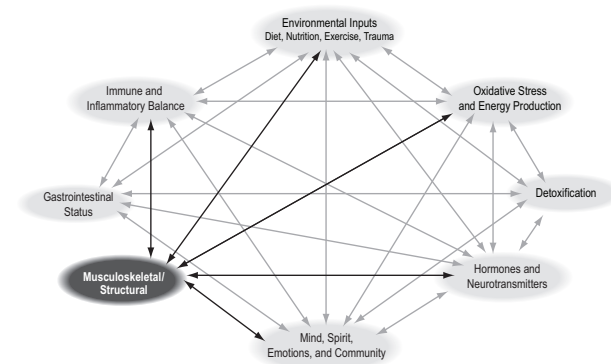 Environmental Inputs
Diet, Nutrition, Exercise, Trauma
Immune and
Inflammatory Balance
Oxidative Stress
and Energy Production
Gastrointestinal
Status
Detoxification
Musculoskeletal/
Structural
Hormones and
Neurotransmitters
Mind, Spirit,
Emotions, and Community